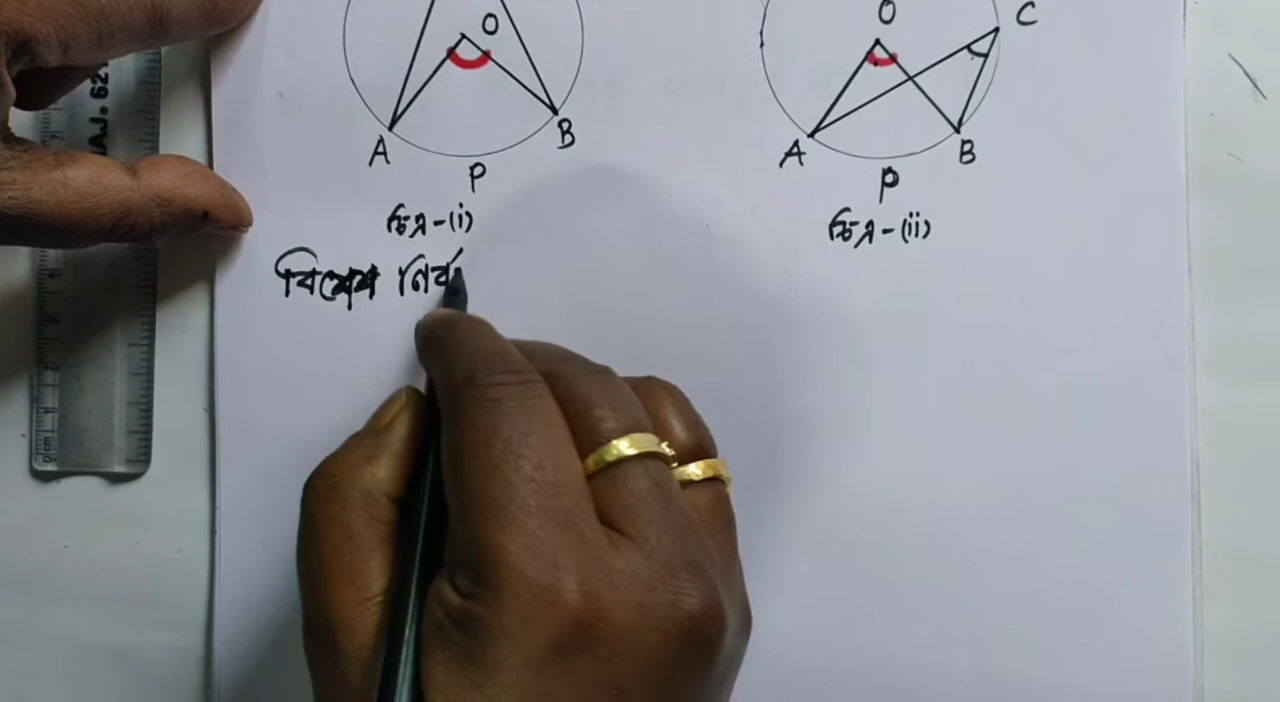 O O C
A B A B
P P
চিত্র-(i) চিত্র-(ii)
বিশেষ নির্ব